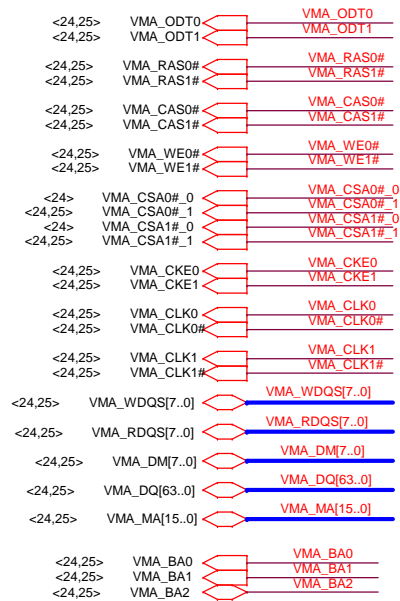 <24,25> VMA_ODT0 VMA_ODT0
<24,25> VMA_ODT1 VMA_ODT1
<24,25> VMA_RAS0# VMA_RAS0#
<24,25> VMA_RAS1# VMA_RAS1#
<24,25> VMA_CAS0# VMA_CAS0#
<24,25> VMA_CAS1# VMA_CAS1#
<24,25> VMA_WE0# VMA_WE0#
<24,25> VMA_WE1# VMA_WE1#
<24> VMA_CSA0#_0 VMA_CSA0#_0
<24,25> VMA_CSA0#_1 VMA_CSA0#_1
<24> VMA_CSA1#_0 VMA_CSA1#_0
<24,25> VMA_CSA1#_1 VMA_CSA1#_1
<24,25> VMA_CKE0 VMA_CKE0
<24,25> VMA_CKE1 VMA_CKE1
<24,25> VMA_CLK0 VMA_CLK0
<24,25> VMA_CLK0# VMA_CLK0#
<24,25> VMA_CLK1 VMA_CLK1
<24,25> VMA_CLK1# VMA_CLK1#
<24,25> VMA_WDQS[7..0] VMA_WDQS[7..0]
<24,25> VMA_RDQS[7..0] VMA_RDQS[7..0]
<24,25> VMA_DM[7..0] VMA_DM[7..0]
<24,25> VMA_DQ[63..0] VMA_DQ[63..0]
<24,25> VMA_MA[15..0] VMA_MA[15..0]
<24,25> VMA_BA0 VMA_BA0
<24,25> VMA_BA1 VMA_BA1
<24,25> VMA_BA2 VMA_BA2